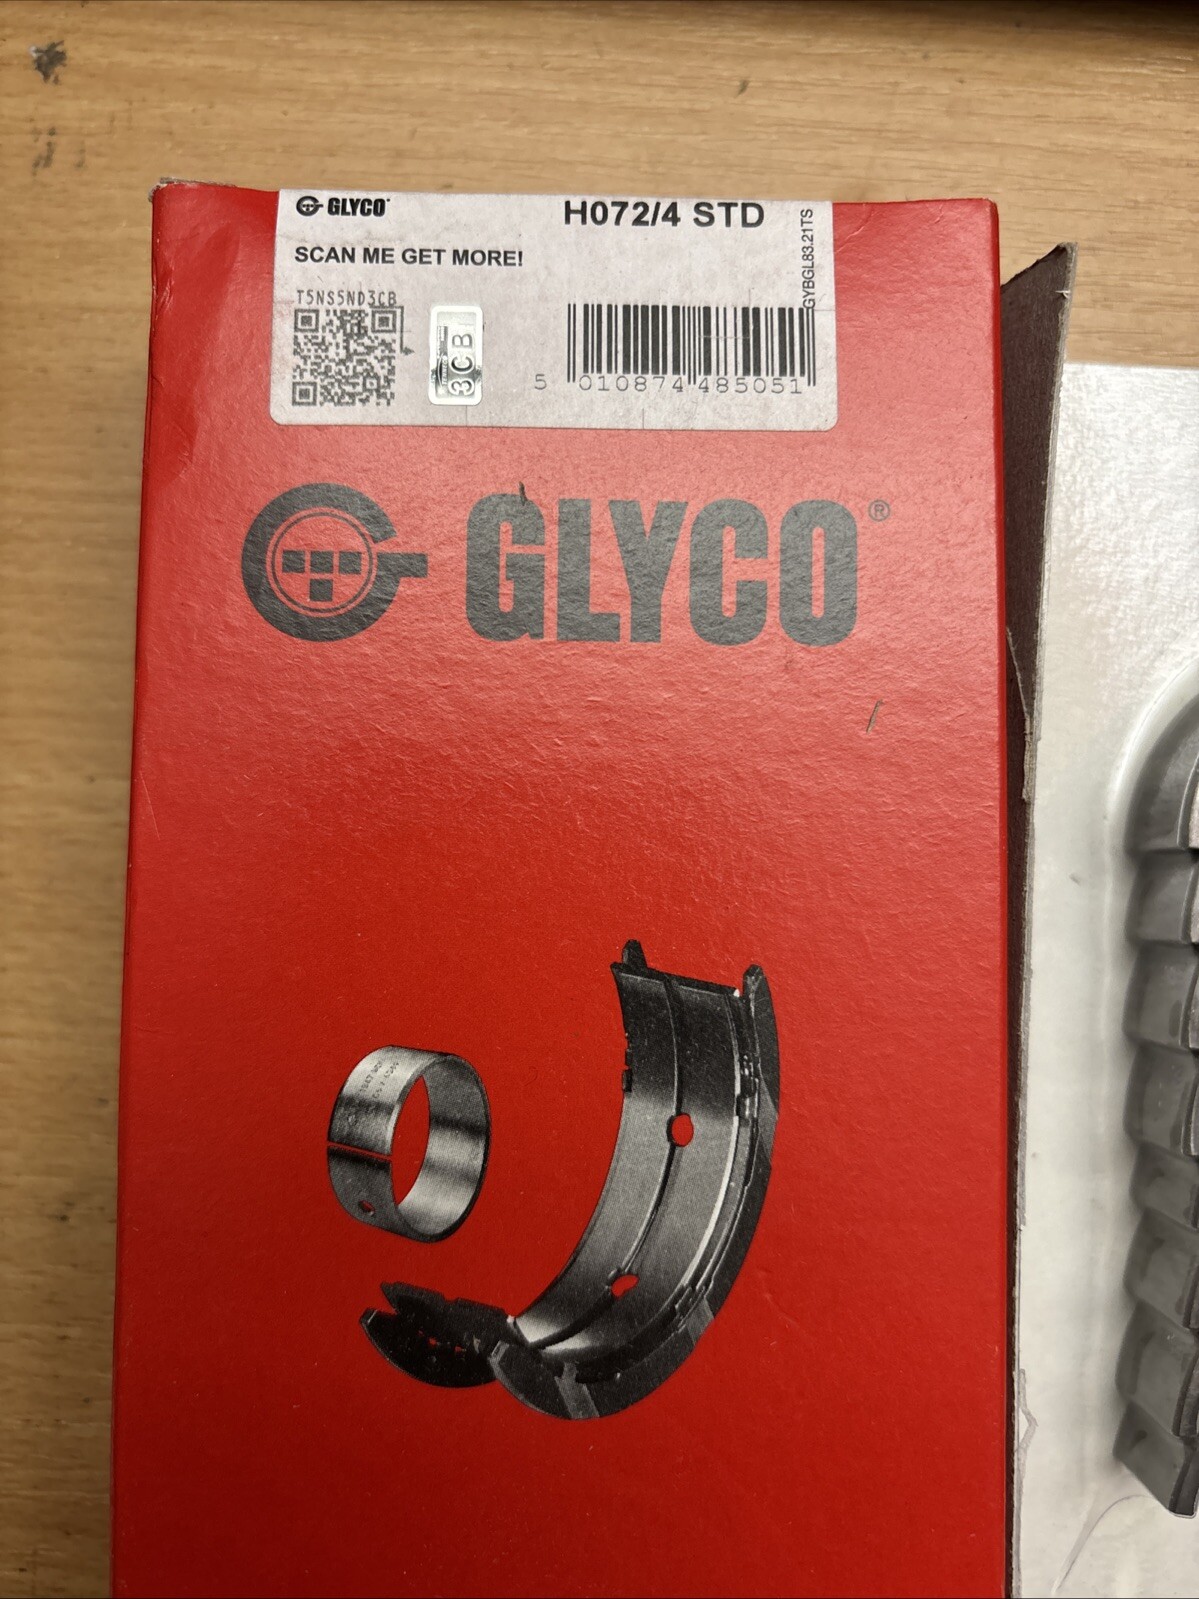 GLYCO®
H072/4 STD
GYBGL83.21TS
SCAN ME GET MORE!
T5NS5ND3CB
3CB
5 010874 485051
GLYCO®